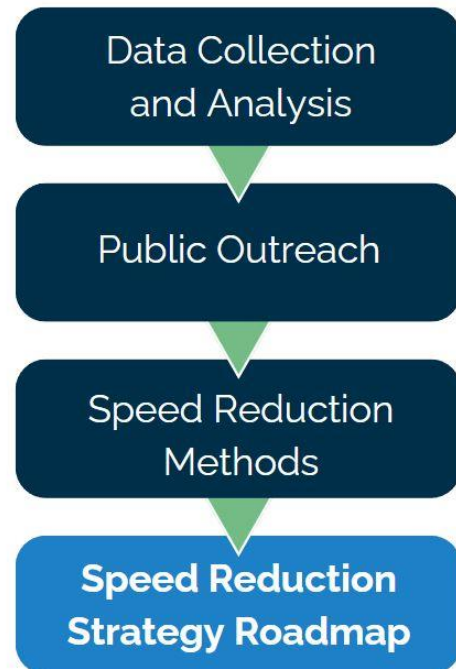 Data Collection
and Analysis
Public Outreach
Speed Reduction
Methods
Speed Reduction
Strategy Roadmap